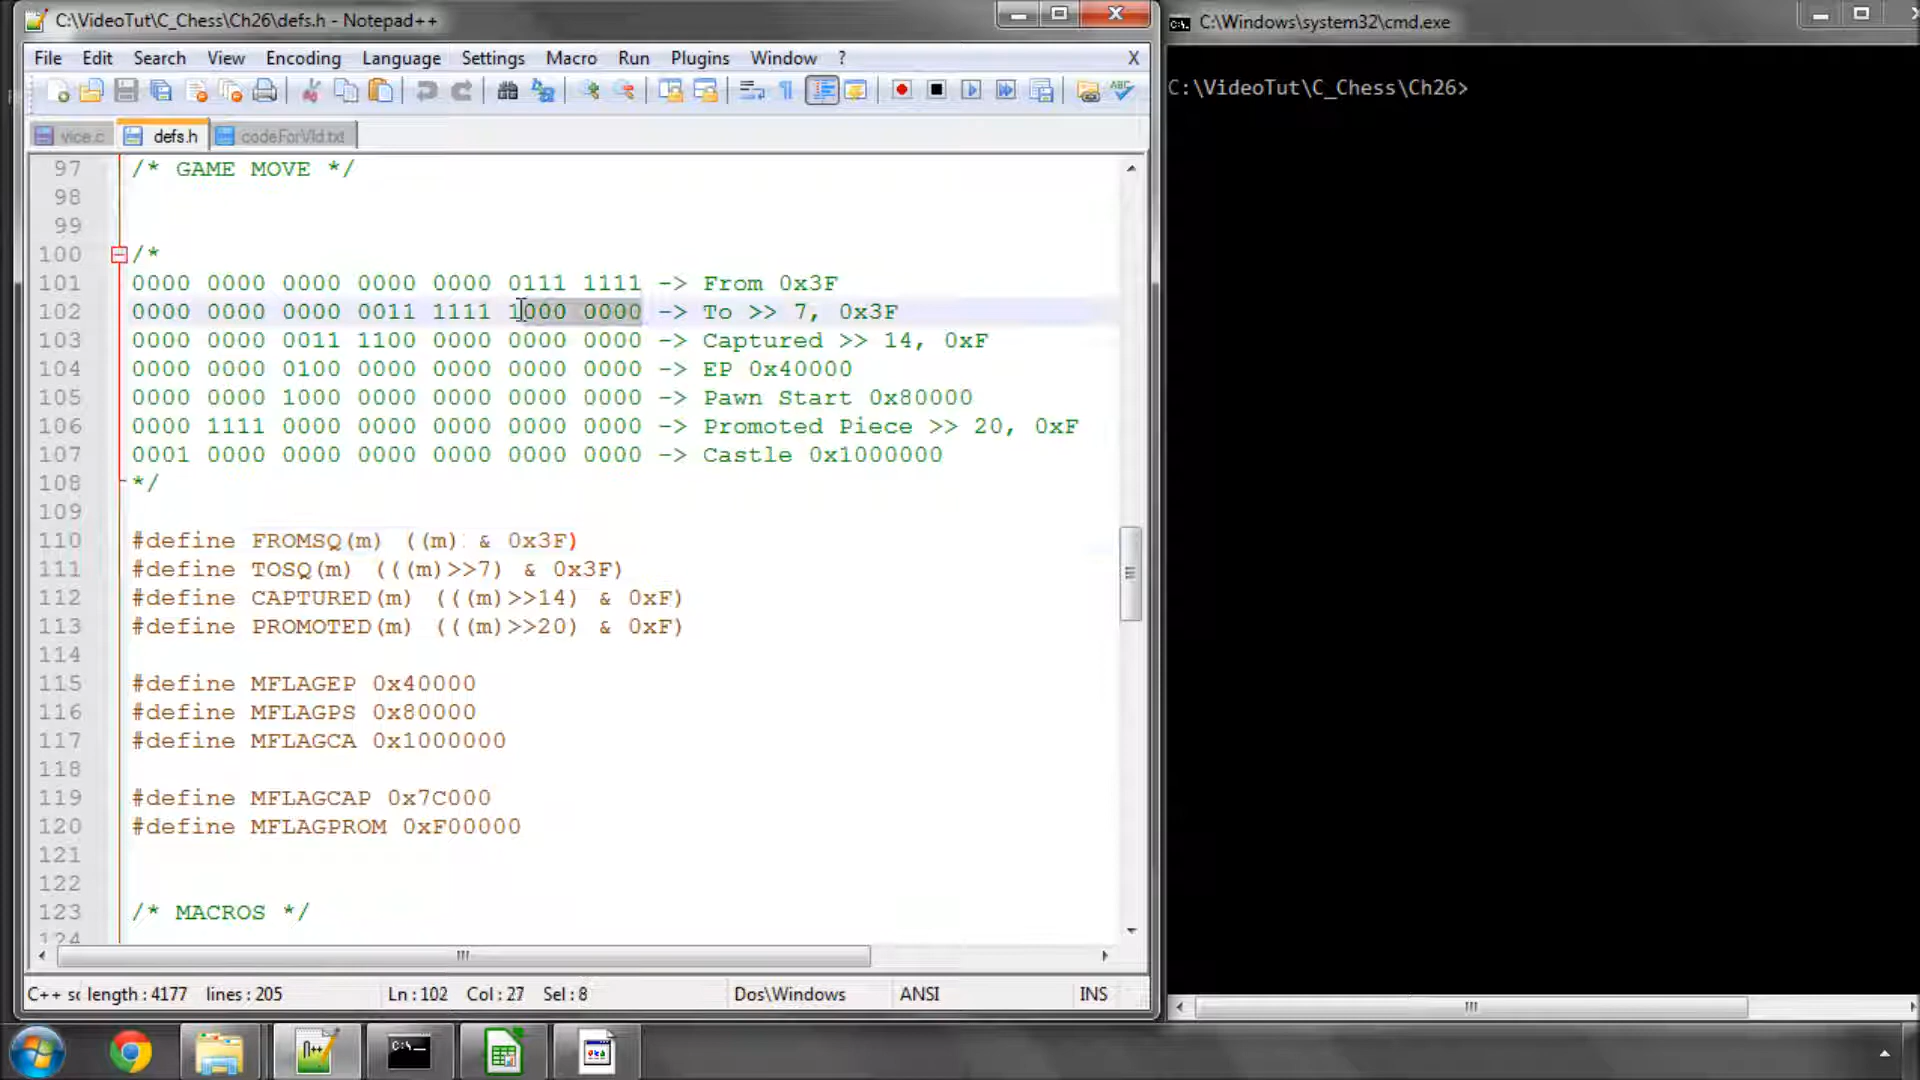 C:\VideoTut\C_Chess\Ch26\defs.h - Notepad++
File Edit Search View Encoding Language Settings Macro Run Plugins Window ? X
vice.c defs.h codeForVid.txt
97 /* GAME MOVE */
98
99
100 /*
101 0000 0000 0000 0000 0000 0111 1111 -> From 0x3F
102 0000 0000 0000 0011 1111 1000 0000 -> To >> 7, 0x3F
103 0000 0000 0011 1100 0000 0000 0000 -> Captured >> 14, 0xF
104 0000 0000 0100 0000 0000 0000 0000 -> EP 0x40000
105 0000 0000 1000 0000 0000 0000 0000 -> Pawn Start 0x80000
106 0000 1111 0000 0000 0000 0000 0000 -> Promoted Piece >> 20, 0xF
107 0001 0000 0000 0000 0000 0000 0000 -> Castle 0x1000000
108 */
109
110 #define FROMSQ(m) ((m) & 0x3F)
111 #define TOSQ(m) (((m)>>7) & 0x3F)
112 #define CAPTURED(m) (((m)>>14) & 0xF)
113 #define PROMOTED(m) (((m)>>20) & 0xF)
114
115 #define MFLAGEP 0x40000
116 #define MFLAGPS 0x80000
117 #define MFLAGCA 0x1000000
118
119 #define MFLAGCAP 0x7C000
120 #define MFLAGPROM 0xF00000
121
122
123 /* MACROS */
124
C++ sc length : 4177 lines : 205 Ln : 102 Col : 27 Sel : 8 Dos\Windows ANSI INS
C:\Windows\system32\cmd.exe
C:\VideoTut\C_Chess\Ch26>